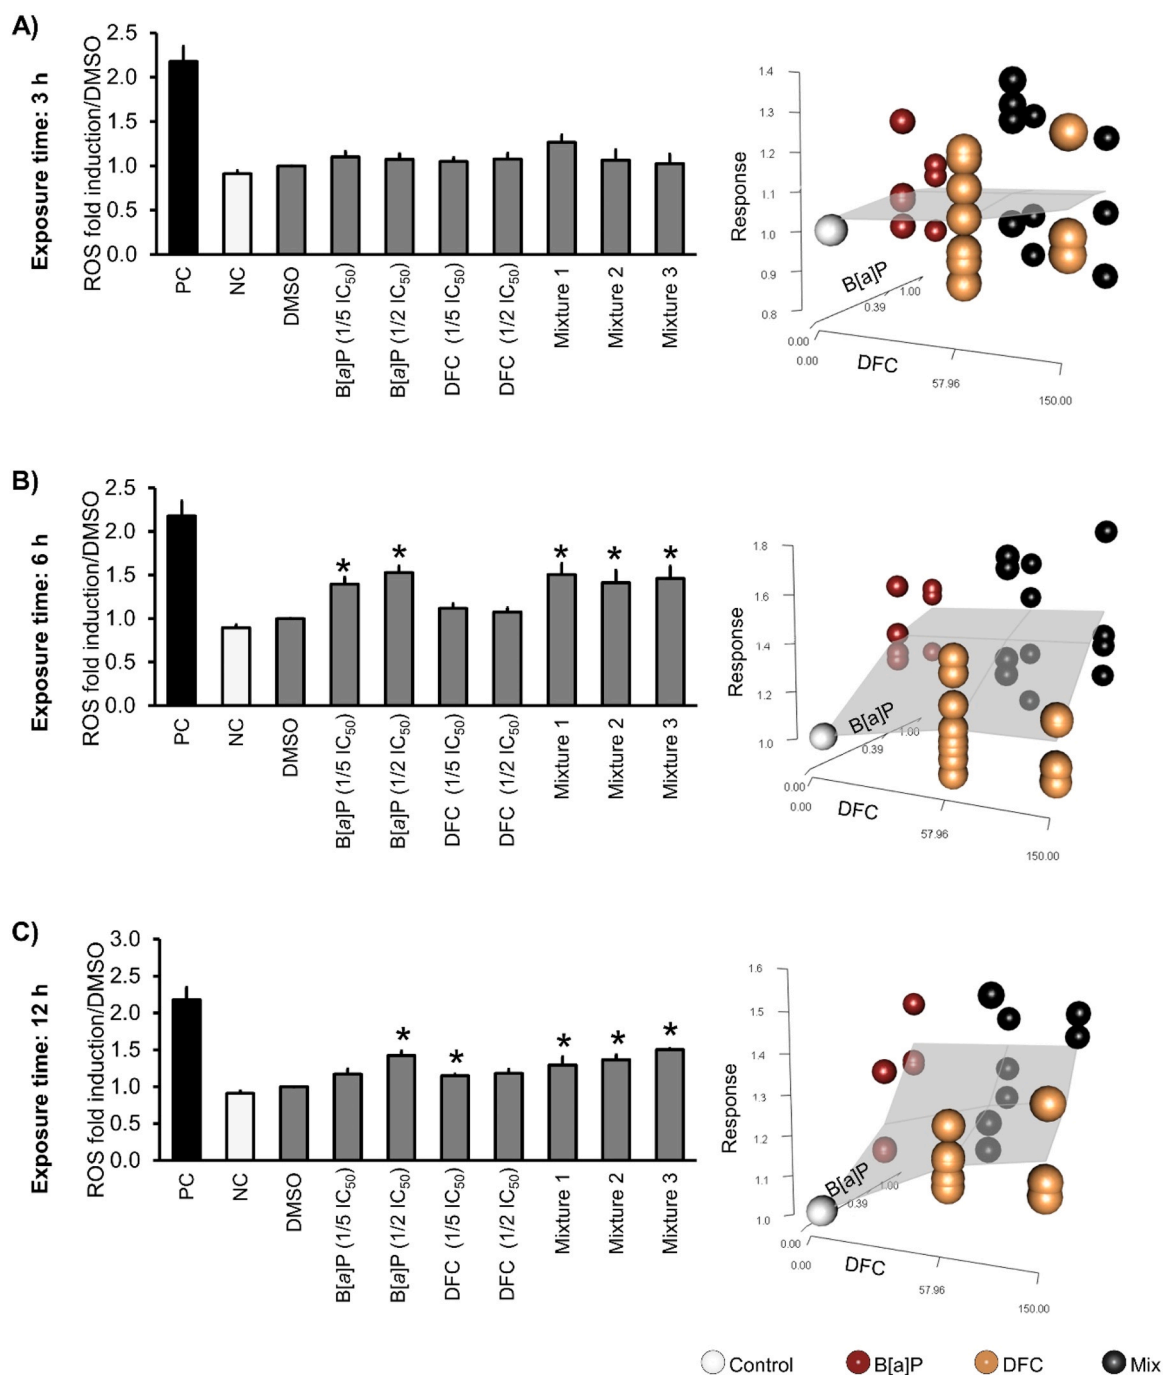 A)
Exposure time: 3 h
ROS fold induction/DMSO
2.5
2.0
1.5
1.0
0.5
0.0
PC
NC
DMSO
B[a]P (1/5 IC50)
B[a]P (1/2 IC50)
DFC (1/5 IC50)
DFC (1/2 IC50)
Mixture 1
Mixture 2
Mixture 3
Response
1.4
1.3
1.2
1.1
1.0
0.9
0.8
B[a]P
1.00
0.39
0.00
0.00
DFC
57.96
150.00
B)
Exposure time: 6 h
ROS fold induction/DMSO
2.5
2.0
1.5
1.0
0.5
0.0
* * * * *
PC
NC
DMSO
B[a]P (1/5 IC50)
B[a]P (1/2 IC50)
DFC (1/5 IC50)
DFC (1/2 IC50)
Mixture 1
Mixture 2
Mixture 3
Response
1.8
1.6
1.4
1.2
1.0
B[a]P
1.00
0.39
0.00
0.00
DFC
57.96
150.00
C)
Exposure time: 12 h
ROS fold induction/DMSO
3.0
2.5
2.0
1.5
1.0
0.5
0.0
* * * * *
PC
NC
DMSO
B[a]P (1/5 IC50)
B[a]P (1/2 IC50)
DFC (1/5 IC50)
DFC (1/2 IC50)
Mixture 1
Mixture 2
Mixture 3
Response
1.6
1.5
1.4
1.3
1.2
1.1
1.0
B[a]P
1.00
0.39
0.00
0.00
DFC
57.96
150.00
Control B[a]P DFC Mix